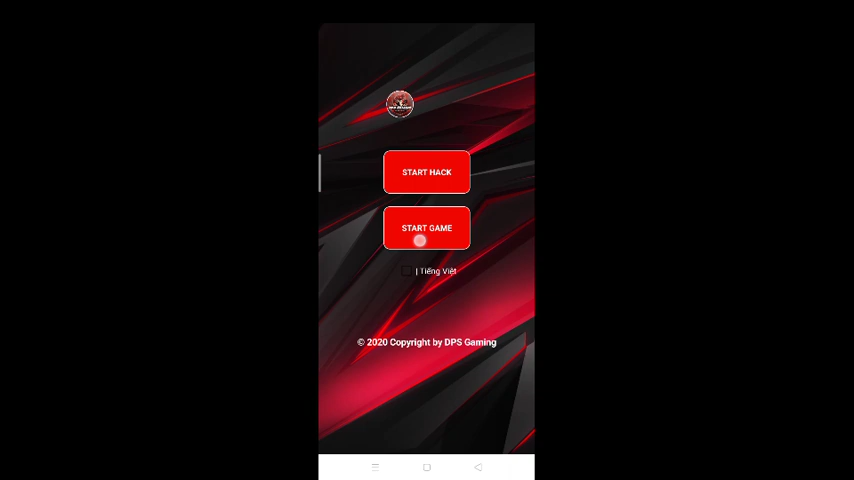 START HACK
START GAME
| Tiếng Việt
© 2020 Copyright by DPS Gaming